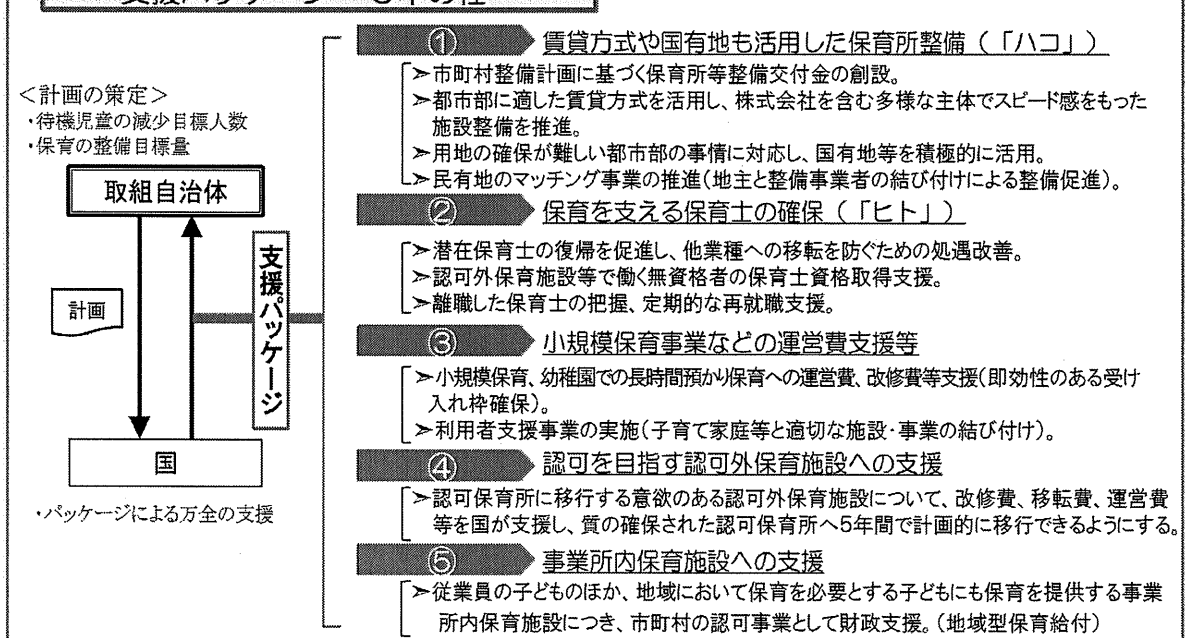 ①　賃貸方式や国有地も活用した保育所整備（「ハコ」）
➢市町村整備計画に基づく保育所等整備交付金の創設。
➢都市部に適した賃貸方式を活用し、株式会社を含む多様な主体でスピード感をもった
施設整備を推進。
➢用地の確保が難しい都市部の事情に対応し、国有地等を積極的に活用。
➢民有地のマッチング事業の推進(地主と整備事業者の結び付けによる整備促進)。
＜計画の策定＞
・待機児童の減少目標人数
・保育の整備目標量
取組自治体
計画
支援パッケージ
国
・パッケージによる万全の支援
②　保育を支える保育士の確保（「ヒト」）
➢潜在保育士の復帰を促進し、他業種への移転を防ぐための処遇改善。
➢認可外保育施設等で働く無資格者の保育士資格取得支援。
➢離職した保育士の把握、定期的な再就職支援。
③　小規模保育事業などの運営費支援等
➢小規模保育、幼稚園での長時間預かり保育への運営費、改修費等支援(即効性のある受け
入れ枠確保)。
➢利用者支援事業の実施(子育て家庭等と適切な施設・事業の結び付け)。
④　認可を目指す認可外保育施設への支援
➢認可保育所に移行する意欲のある認可外保育施設について、改修費、移転費、運営費
等を国が支援し、質の確保された認可保育所へ5年間で計画的に移行できるようにする。
⑤　事業所内保育施設への支援
➢従業員の子どものほか、地域において保育を必要とする子どもにも保育を提供する事業
所内保育施設につき、市町村の認可事業として財政支援。(地域型保育給付)